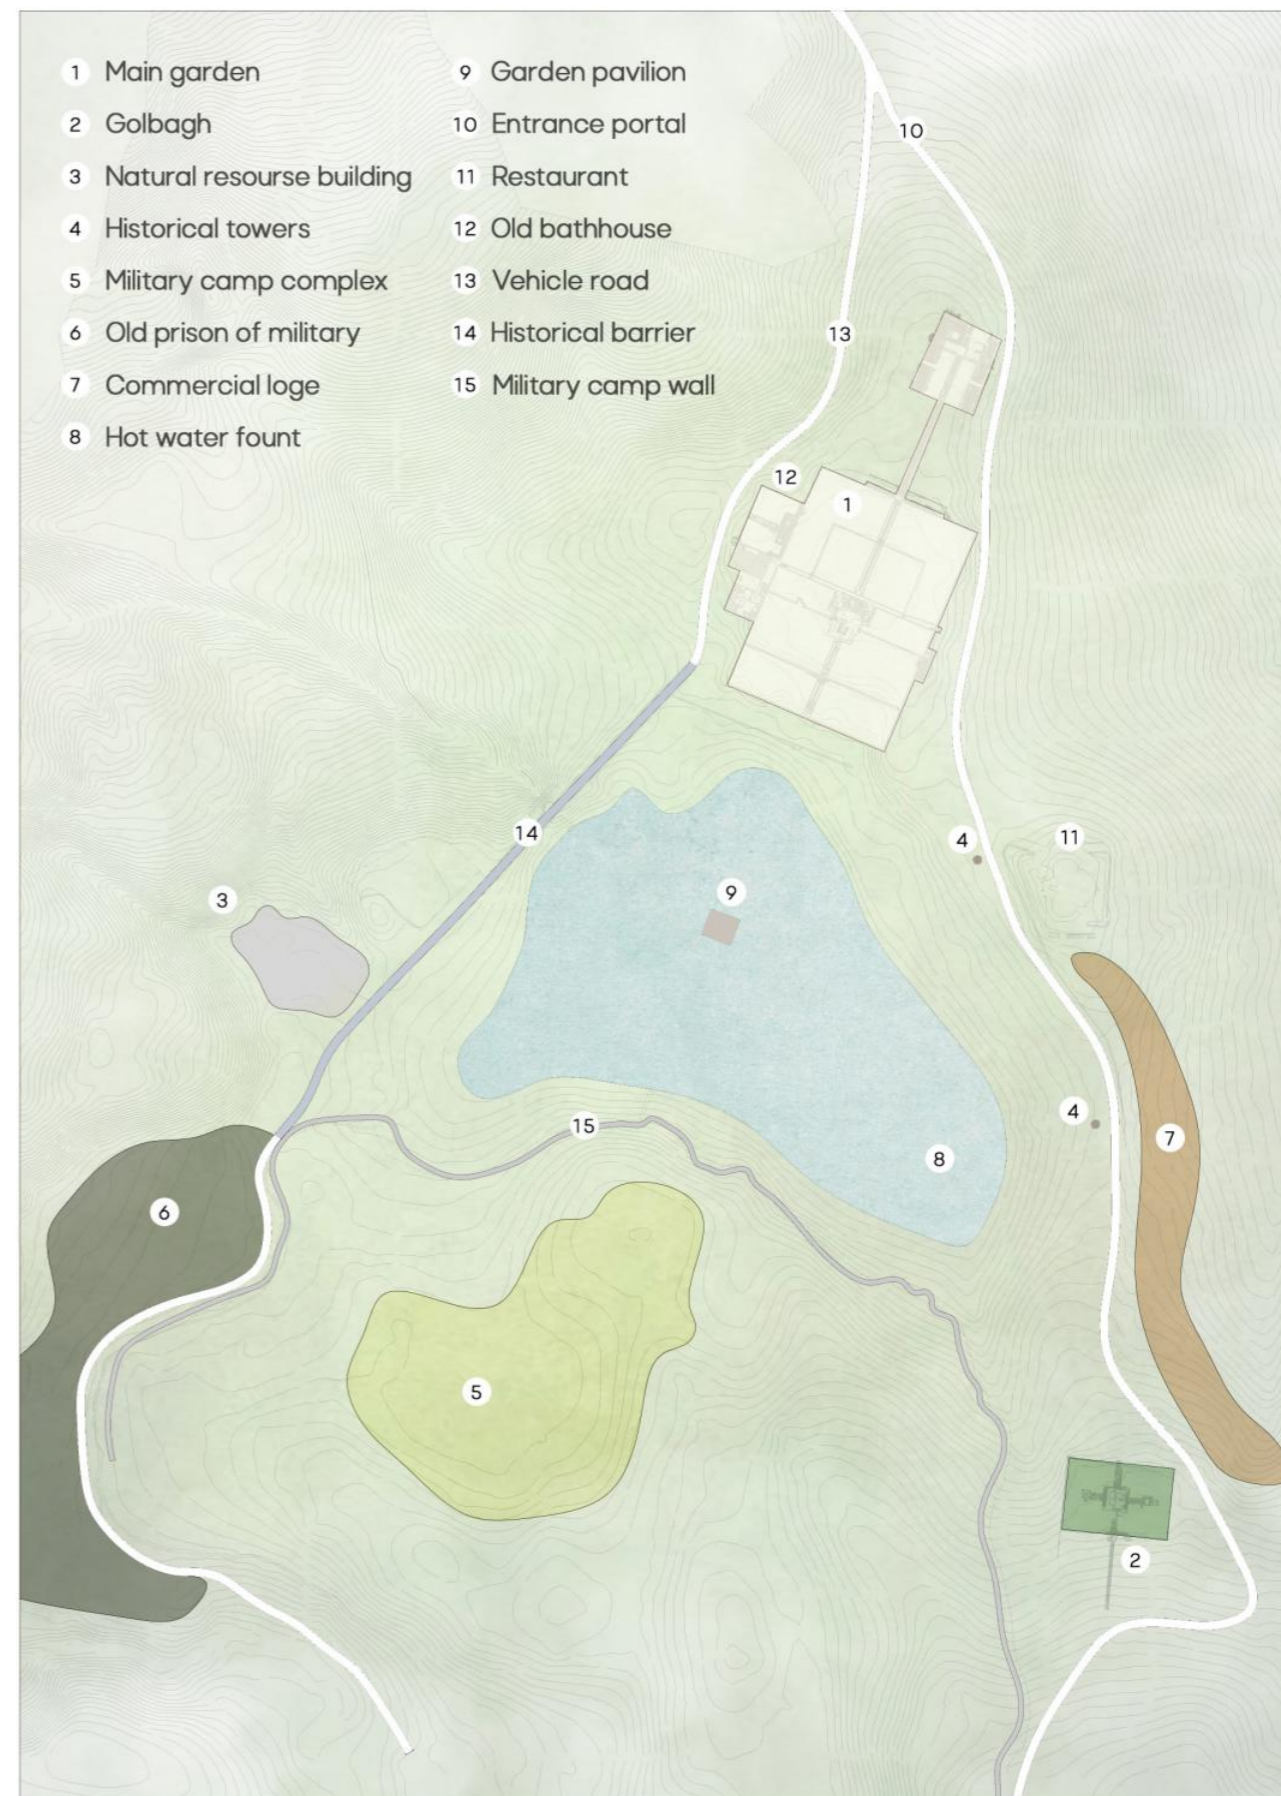 1 Main garden
2 Golbagh
3 Natural resourse building
4 Historical towers
5 Military camp complex
6 Old prison of military
7 Commercial loge
8 Hot water fount
9 Garden pavilion
10 Entrance portal
11 Restaurant
12 Old bathhouse
13 Vehicle road
14 Historical barrier
15 Military camp wall
10
13
12
1
14
4
11
9
3
4
15
7
8
6
5
2